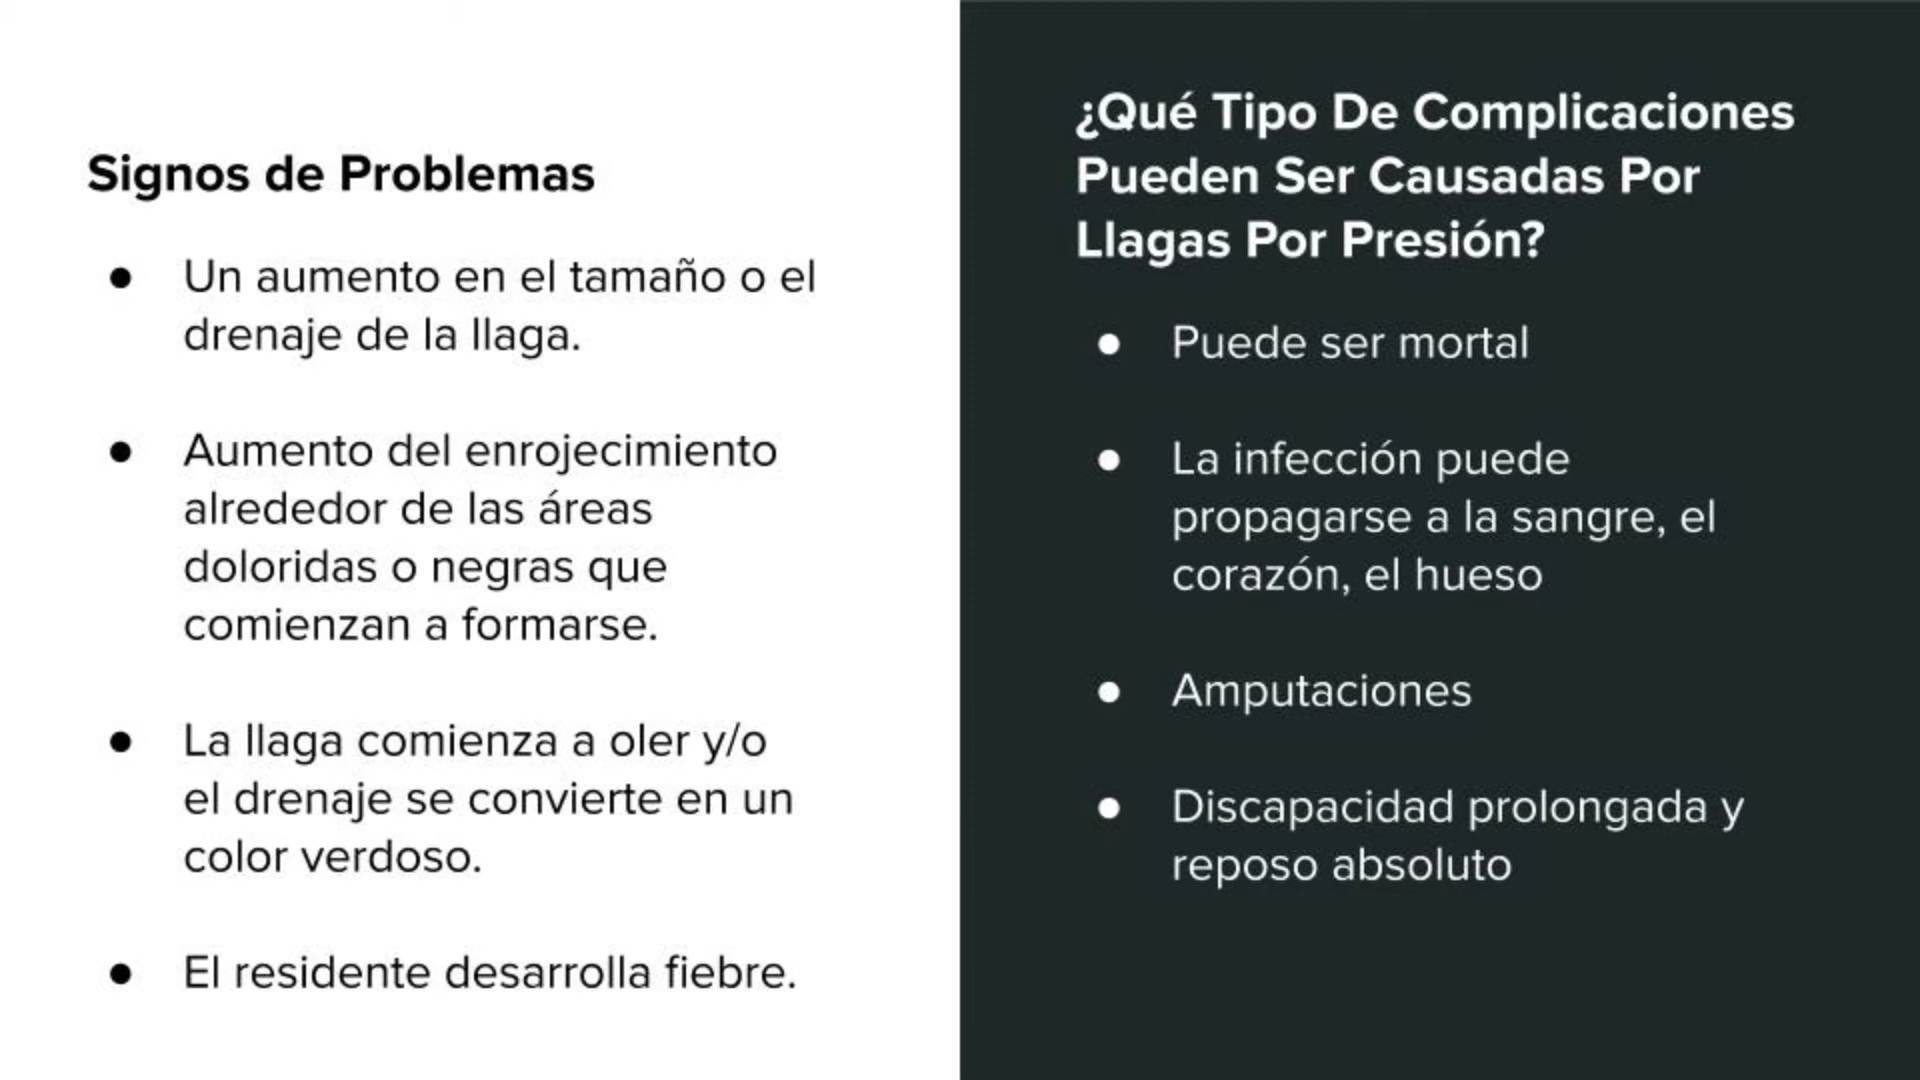 Signos de Problemas
● Un aumento en el tamaño o el
drenaje de la llaga.
● Aumento del enrojecimiento
alrededor de las áreas
doloridas o negras que
comienzan a formarse.
● La llaga comienza a oler y/o
el drenaje se convierte en un
color verdoso.
● El residente desarrolla fiebre.
¿Qué Tipo De Complicaciones
Pueden Ser Causadas Por
Llagas Por Presión?
● Puede ser mortal
● La infección puede
propagarse a la sangre, el
corazón, el hueso
● Amputaciones
● Discapacidad prolongada y
reposo absoluto